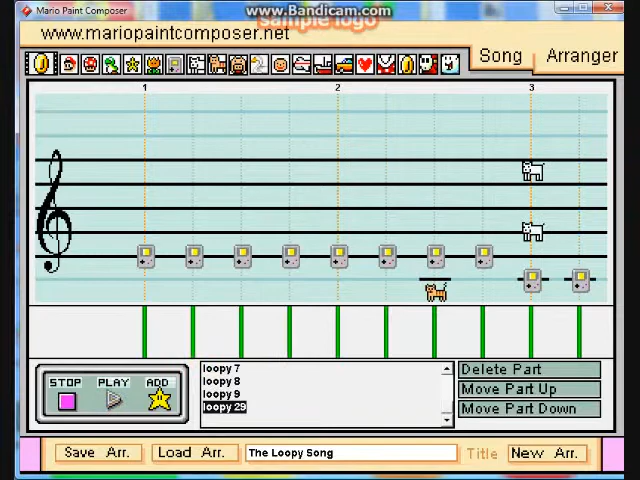 www.Bandicam.com
Mario Paint Composer
sample logo
www.mariopaintcomposer.net
Song
Arranger
1
2
3
STOP
PLAY
ADD
loopy 7
loopy 8
loopy 9
loopy 29
Delete Part
Move Part Up
Move Part Down
Save Arr.
Load Arr.
The Loopy Song
Title
New Arr.